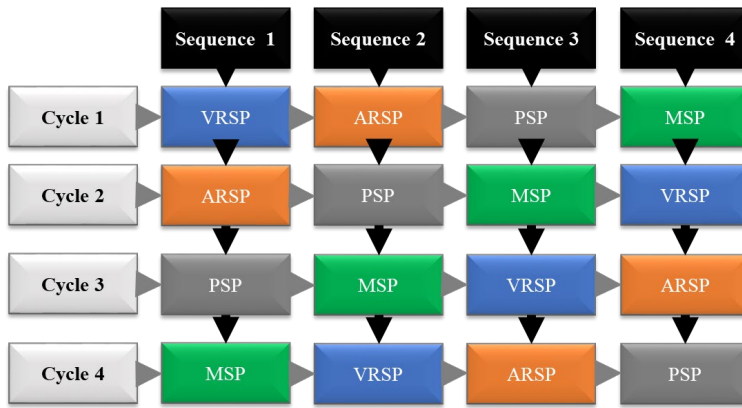 Sequence 1 Sequence 2 Sequence 3 Sequence 4
Cycle 1 VRSP ARSP PSP MSP
Cycle 2 ARSP PSP MSP VRSP
Cycle 3 PSP MSP VRSP ARSP
Cycle 4 MSP VRSP ARSP PSP